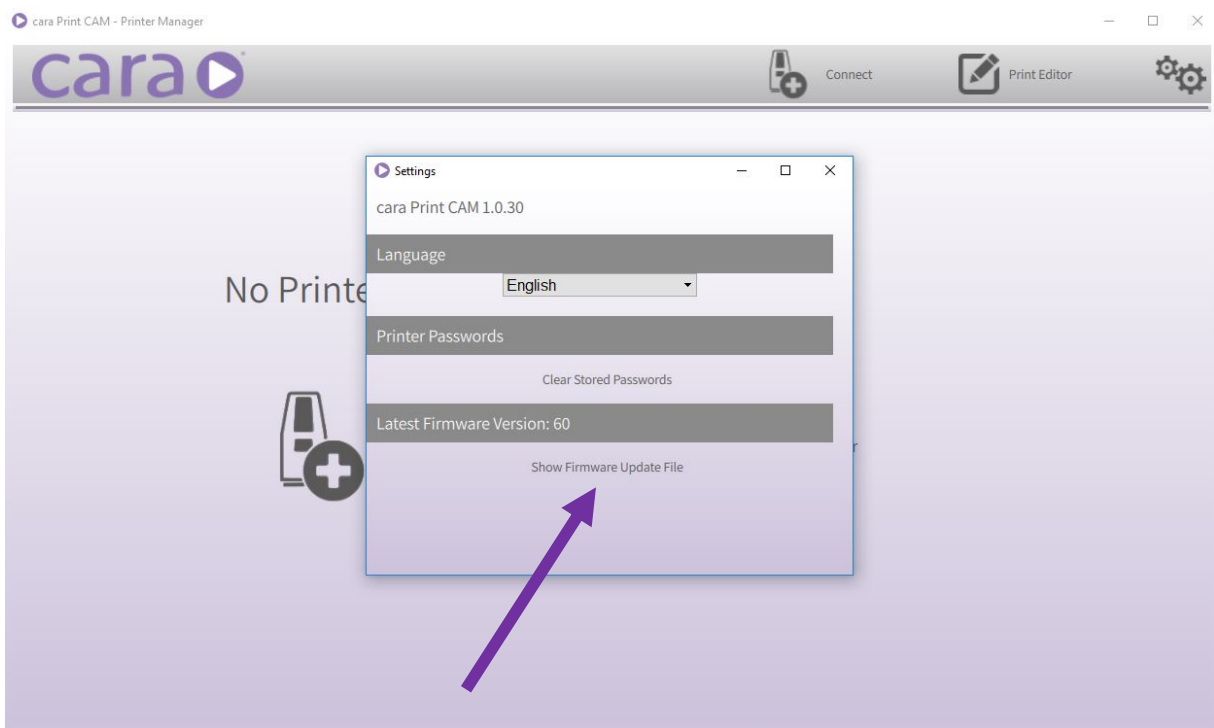 cara Print CAM - Printer Manager
cara
Connect
Print Editor
Settings
cara Print CAM 1.0.30
Language
English
No Printe
Printer Passwords
Clear Stored Passwords
Latest Firmware Version: 60
r
Show Firmware Update File